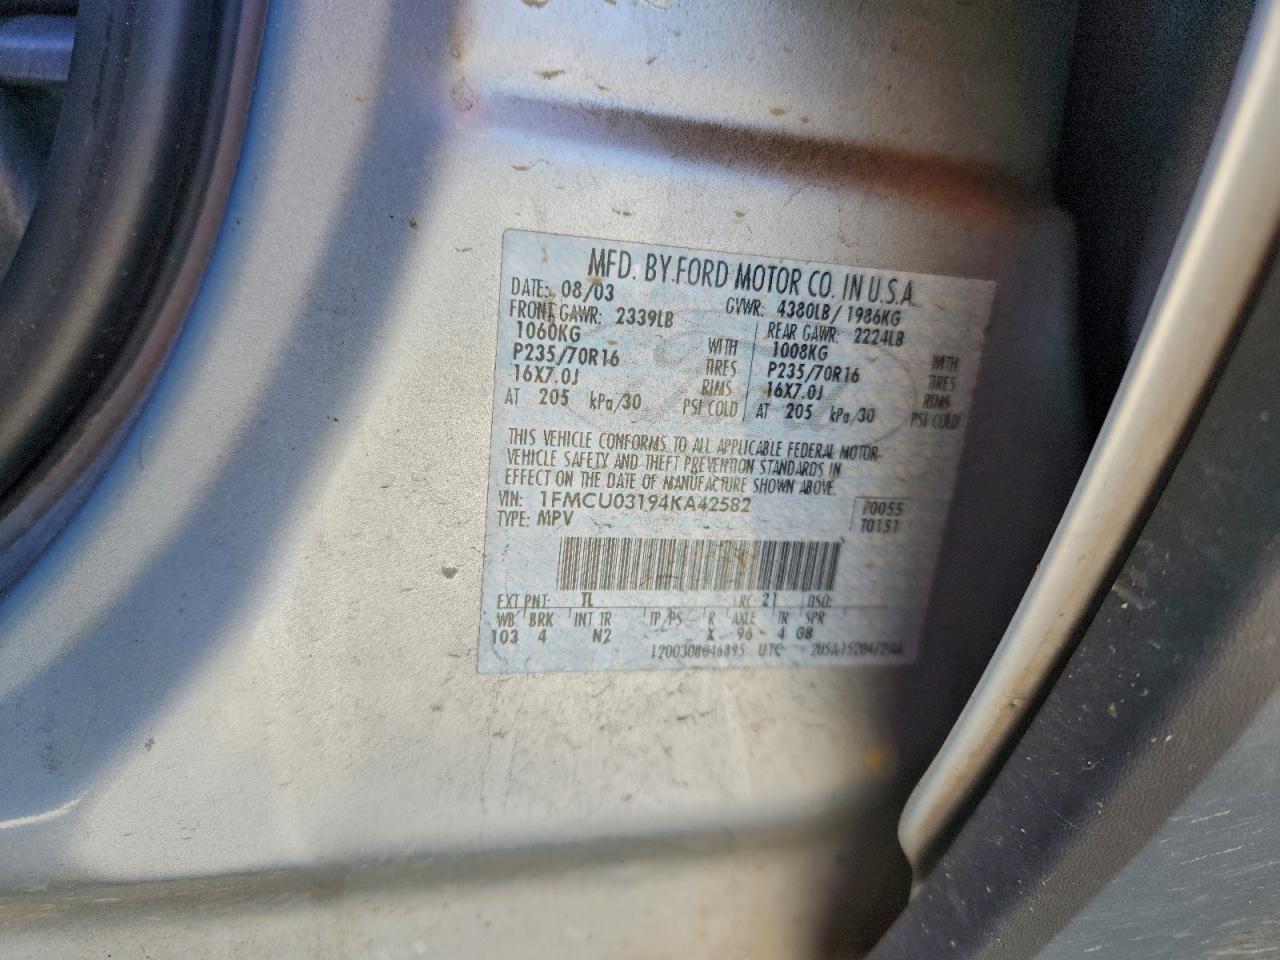 MFD. BY FORD MOTOR CO. IN U.S.A.
DATE: 08/03 GVWR: 4380LB/1986KG
FRONT GAWR: 2339LB REAR GAWR: 2224LB
1060KG WITH 1008KG WITH
P235/70R16 TIRES P235/70R16 TIRES
16X7.0J RIMS 16X7.0J RIMS
AT 205 kPa/30 PSI COLD AT 205 kPa/30 PSI COLD
THIS VEHICLE CONFORMS TO ALL APPLICABLE FEDERAL MOTOR
VEHICLE SAFETY AND THEFT PREVENTION STANDARDS IN
EFFECT ON THE DATE OF MANUFACTURE SHOWN ABOVE.
VIN: 1FMCU03194KA42582 F0055
TYPE: MPV T0151
EXT PNT: TL RC: 21 DSO:
WB BRK INT TR TP/PS R AXLE TR SPR
103 4 N2 X 96 4 GB
1200308046895 UTC